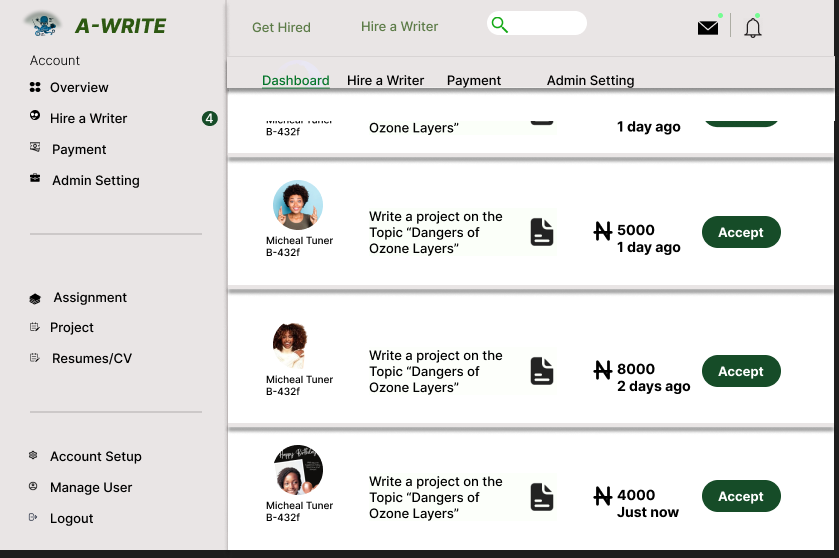 A-WRITE
Get Hired
Hire a Writer
Account
Overview
Hire a Writer 4
Payment
Admin Setting
Assignment
Project
Resumes/CV
Account Setup
Manage User
Logout
Dashboard Hire a Writer Payment Admin Setting
Micheal Tuner
B-432f
Ozone Layers”
1 day ago
Micheal Tuner
B-432f
Write a project on the
Topic “Dangers of
Ozone Layers”
₦ 5000
1 day ago
Accept
Micheal Tuner
B-432f
Write a project on the
Topic “Dangers of
Ozone Layers”
₦ 8000
2 days ago
Accept
Happy Birthday
Micheal Tuner
B-432f
Write a project on the
Topic “Dangers of
Ozone Layers”
₦ 4000
Just now
Accept